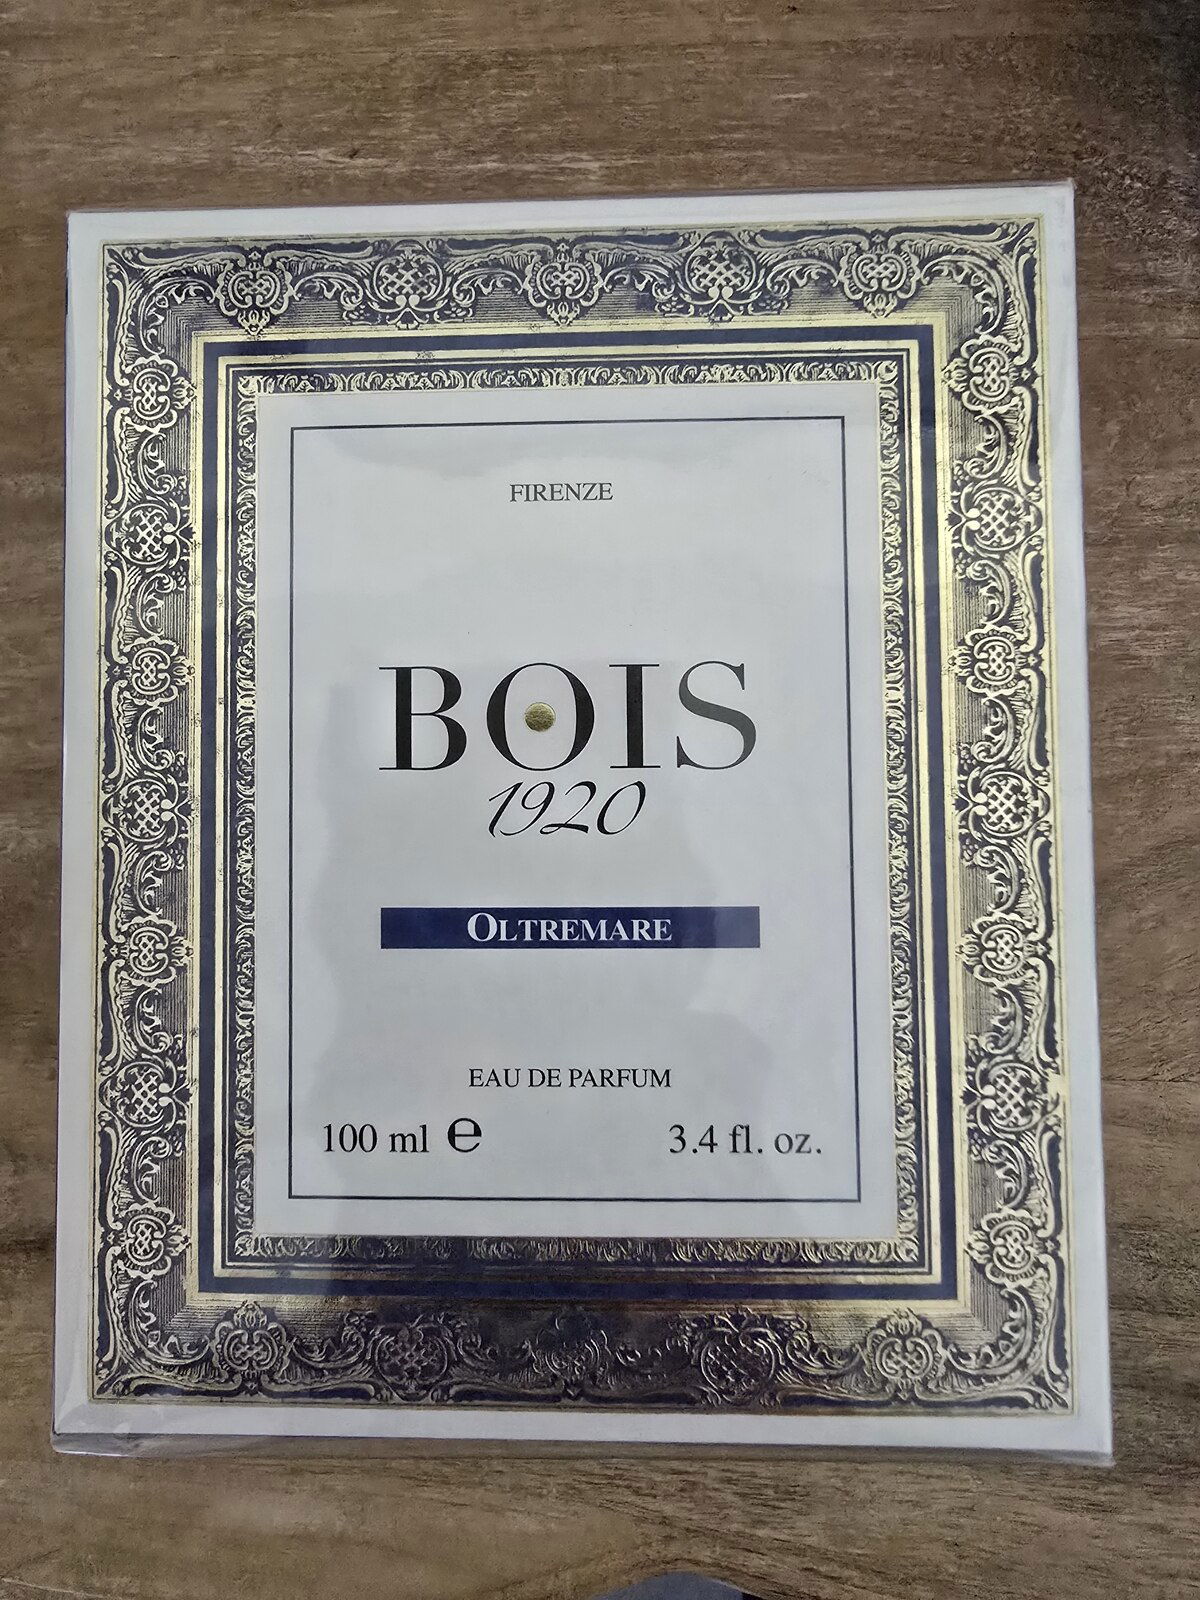 FIRENZE
BOIS
1920
OLTREMARE
EAU DE PARFUM
100 ml ℮
3.4 fl. oz.